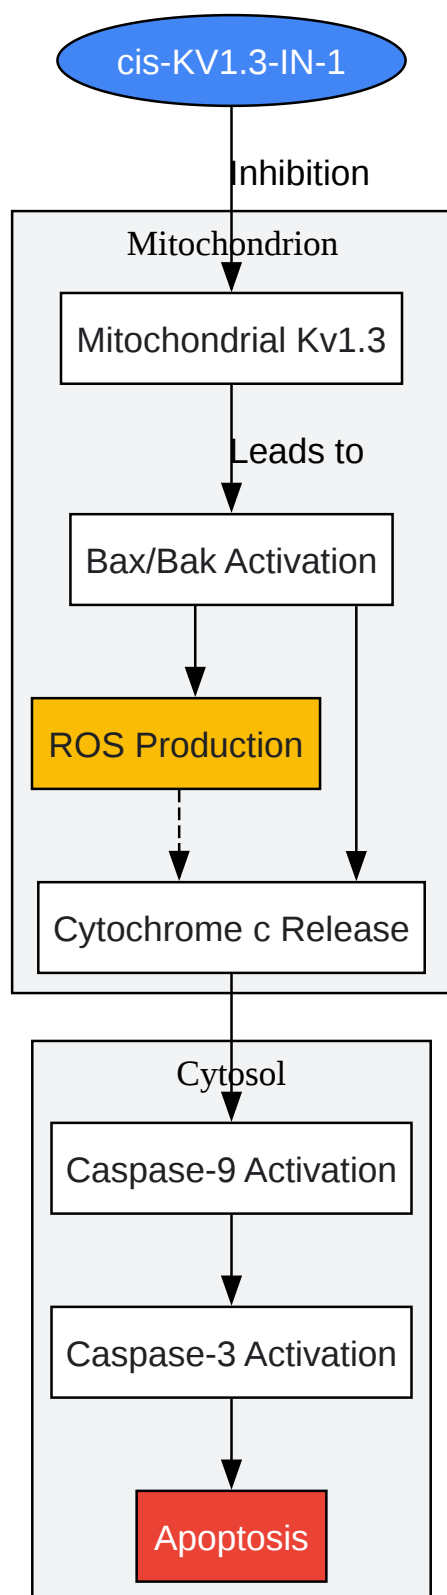 cis-KV1.3-IN-1
Inhibition
Mitochondrion
Mitochondrial Kv1.3
Leads to
Bax/Bak Activation
ROS Production
Cytochrome c Release
Cytosol
Caspase-9 Activation
Caspase-3 Activation
Apoptosis